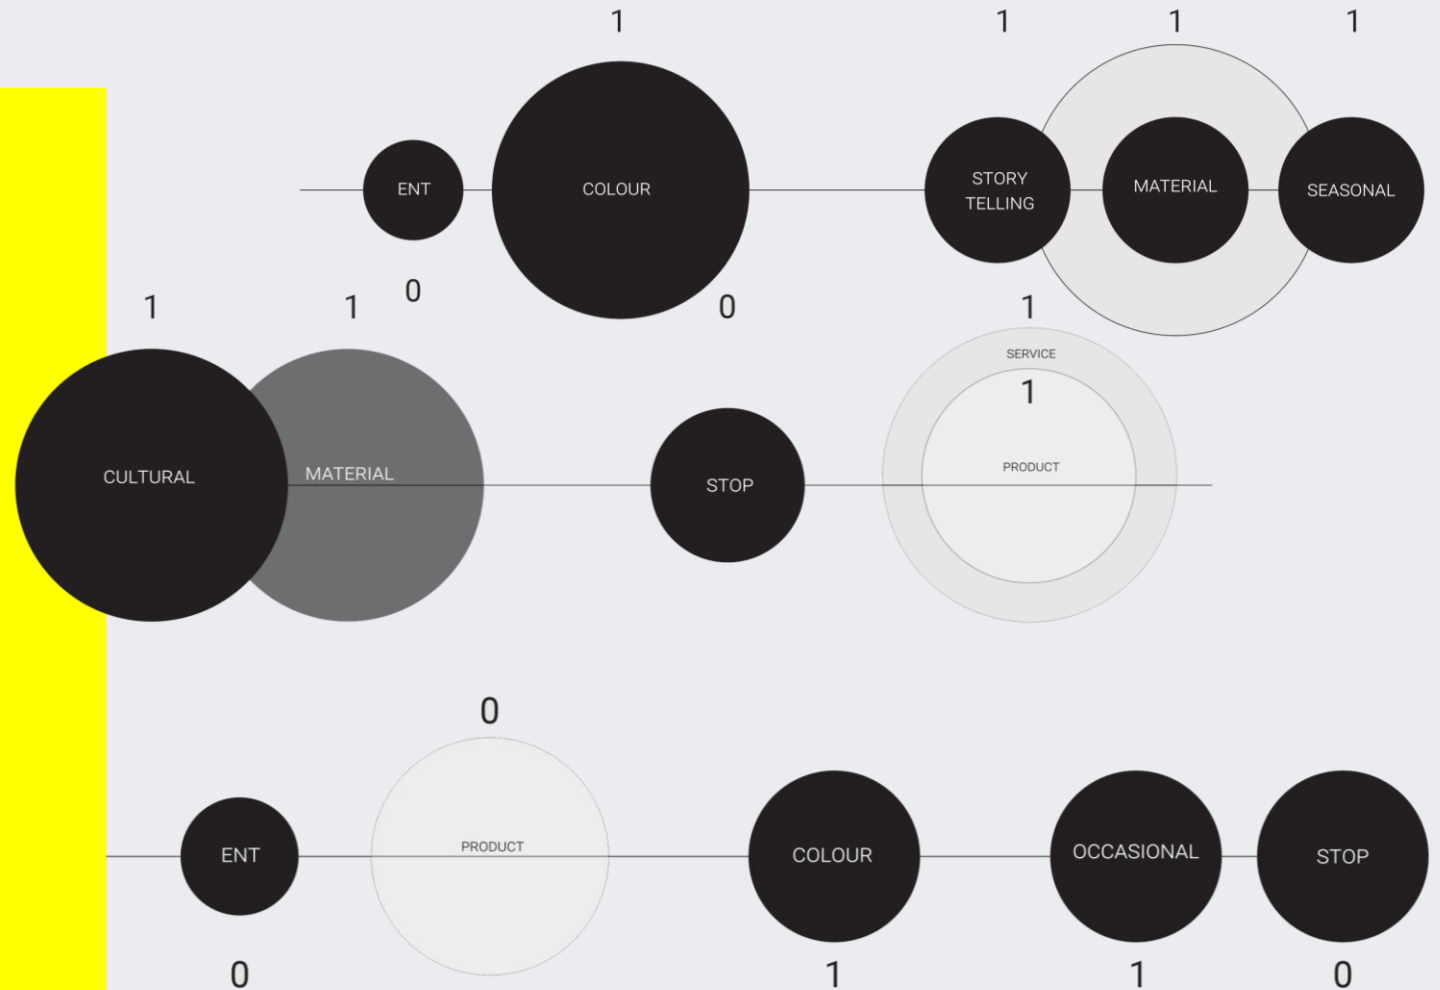 1
1
1
1
ENT
COLOUR
STORY
TELLING
MATERIAL
SEASONAL
0
1
1
0
1
SERVICE
1
CULTURAL
MATERIAL
STOP
PRODUCT
0
ENT
PRODUCT
COLOUR
OCCASIONAL
STOP
0
1
1
0